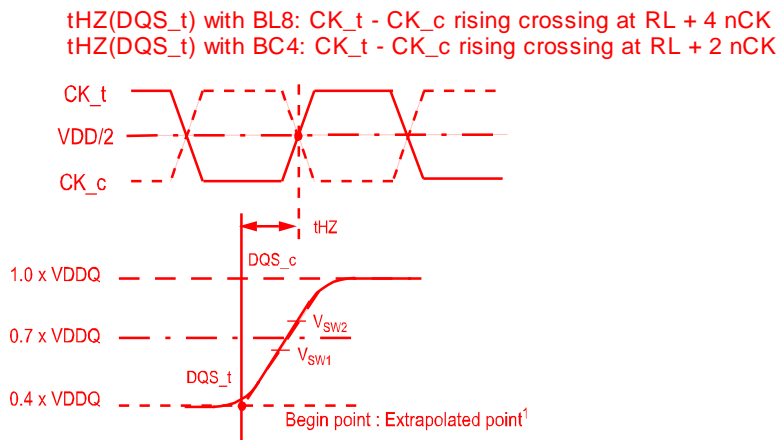 tHZ(DQS_t) with BL8: CK_t - CK_c rising crossing at RL + 4 nCK
tHZ(DQS_t) with BC4: CK_t - CK_c rising crossing at RL + 2 nCK
CK_t
VDD/2
CK_c
tHZ
DQS_c
1.0 x VDDQ
VSW2
0.7 x VDDQ
VSW1
DQS_t
0.4 x VDDQ
Begin point : Extrapolated point1